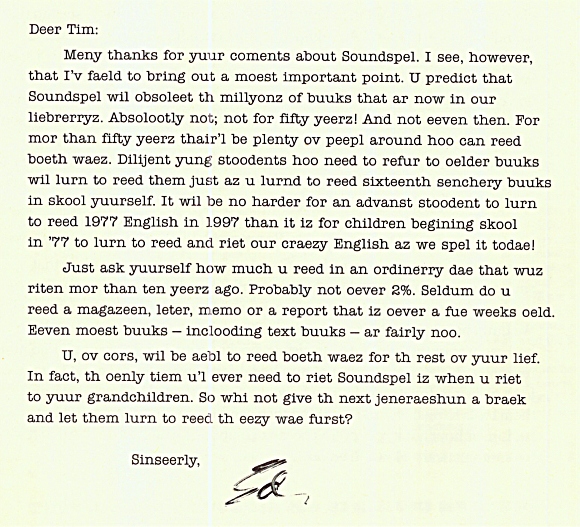 Deer Tim:
Meny thanks for yuur coments about Soundspel. I see, however,
that I'v faeld to bring out a moest important point. U predict that
Soundspel wil obsoleet th millyonz of buuks that ar now in our
liebrerryz. Absolootly not; not for fifty yeerz! And not eeven then. For
mor than fifty yeerz thair'l be plenty ov peepl around hoo can reed
boeth waez. Dilijent yung stoodents hoo need to refur to oelder buuks
wil lurn to reed them just az u lurnd to reed sixteenth senchery buuks
in skool yuurself. It wil be no harder for an advanst stoodent to lurn
to reed 1977 English in 1997 than it iz for children begining skool
in '77 to lurn to reed and riet our craezy English az we spel it todae!
Just ask yuurself how much u reed in an ordinerry dae that wuz
riten mor than ten yeerz ago. Probably not oever 2%. Seldum do u
reed a magazeen, leter, memo or a report that iz oever a fue weeks oeld.
Eeven moest buuks – inclooding text buuks – ar fairly noo.
U, ov cors, wil be aebl to reed boeth waez for th rest ov yuur lief.
In fact, th oenly tiem u'l ever need to riet Soundspel iz when u riet
to yuur grandchildren. So whi not give th next jeneraeshun a braek
and let them lurn to reed th eezy wae furst?
Sinseerly,
Ed